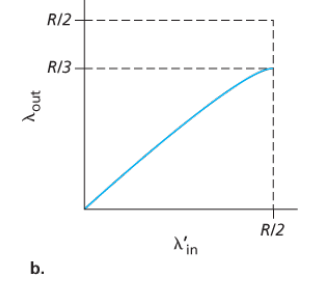 R/2
R/3
λout
R/2
λ′in
b.